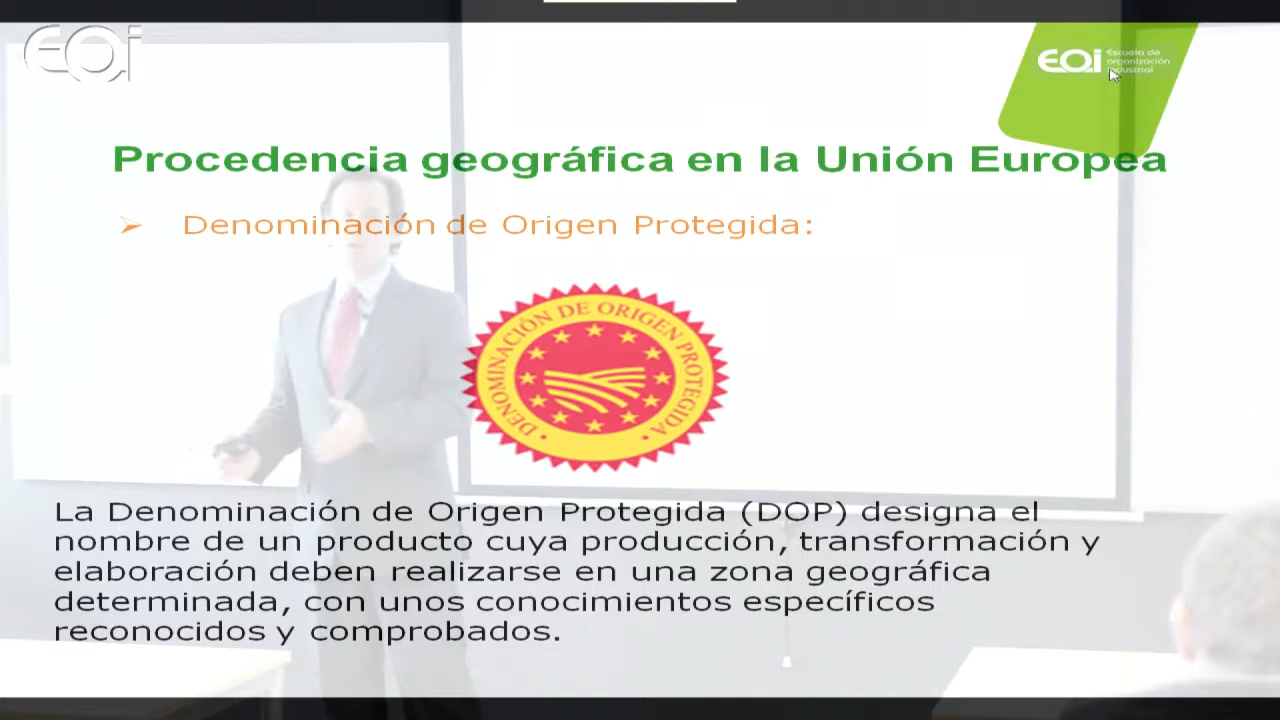 EOi
EOi Escuela de
organización
industrial
Procedencia geográfica en la Unión Europea
Denominación de Origen Protegida:
DENOMINACIÓN DE ORIGEN PROTEGIDA
La Denominación de Origen Protegida (DOP) designa el
nombre de un producto cuya producción, transformación y
elaboración deben realizarse en una zona geográfica
determinada, con unos conocimientos específicos
reconocidos y comprobados.